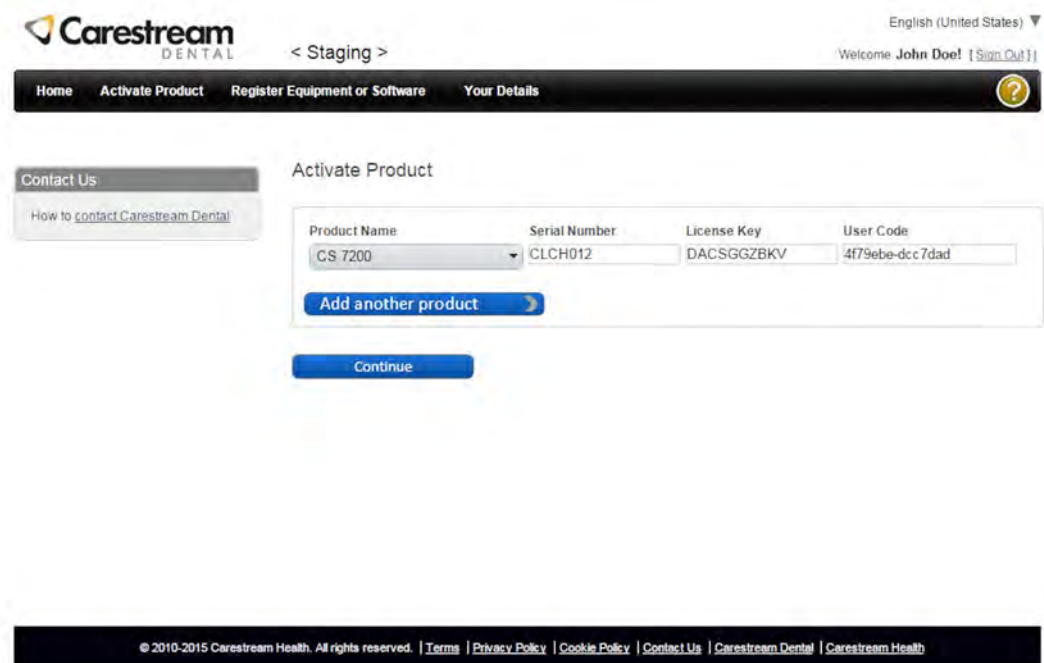 Carestream
DENTAL
< Staging >
English (United States)
Welcome John Doe! [ Sign Out ] |
Home Activate Product Register Equipment or Software Your Details ?
Contact Us
How to contact Carestream Dental
Activate Product
Product Name Serial Number License Key User Code
CS 7200 CLCH012 DACSGGZBKV 4f79ebe-dcc7dad
Add another product
Continue
© 2010-2015 Carestream Health. All rights reserved. | Terms | Privacy Policy | Cookie Policy | Contact Us | Carestream Dental | Carestream Health